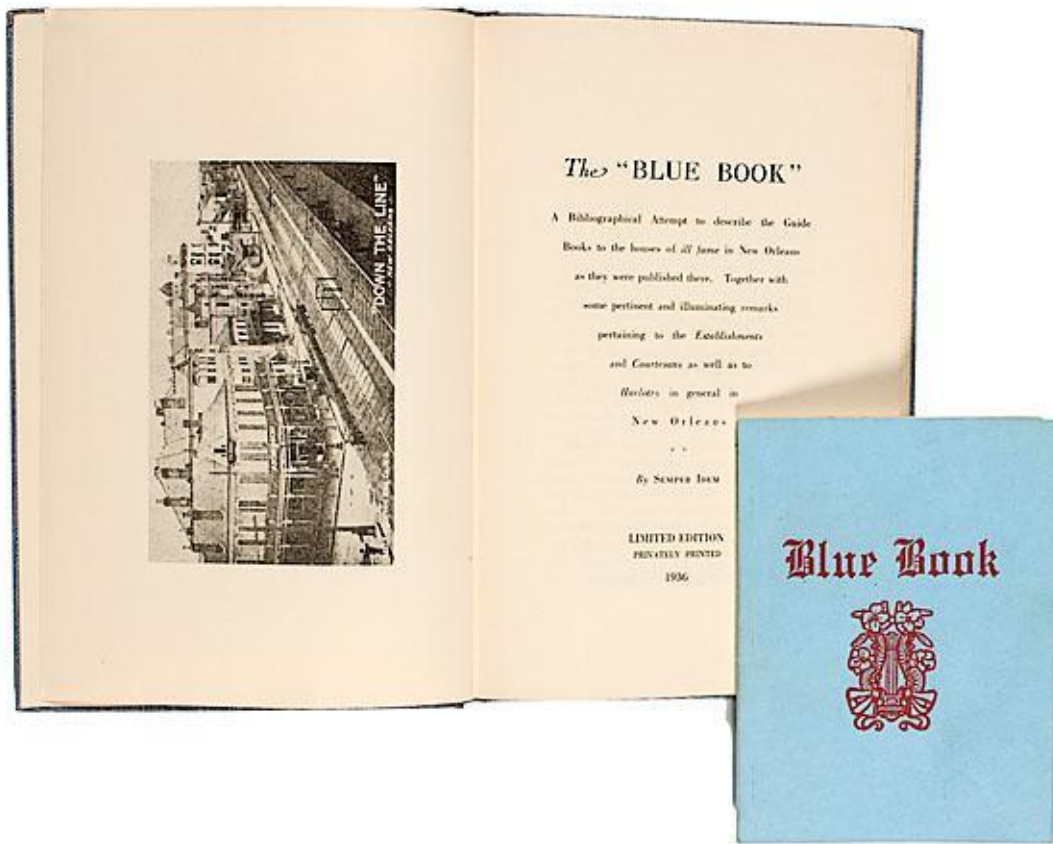 "DOWN THE LINE"
NEW ORLEANS
The "BLUE BOOK"
A Bibliographical Attempt to describe the Guide
Books to the houses of ill fame in New Orleans
as they were published there. Together with
some pertinent and illuminating remarks
pertaining to the Establishments
and Courtesans as well as to
Harlots in general in
New Orleans
By SEMPER IDEM
LIMITED EDITION
PRIVATELY PRINTED
1936
Blue Book